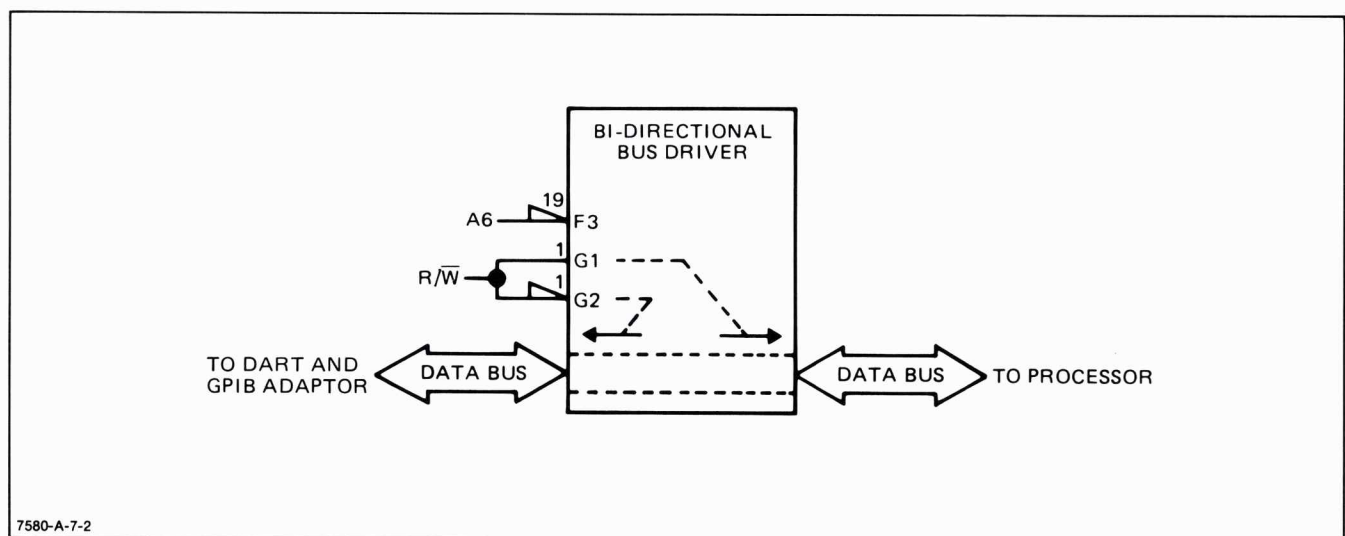 BI-DIRECTIONAL
BUS DRIVER
19
A6
F3
1
G1
R/W̅
1
G2
TO DART AND
GPIB ADAPTOR
DATA BUS
DATA BUS
TO PROCESSOR
7580-A-7-2